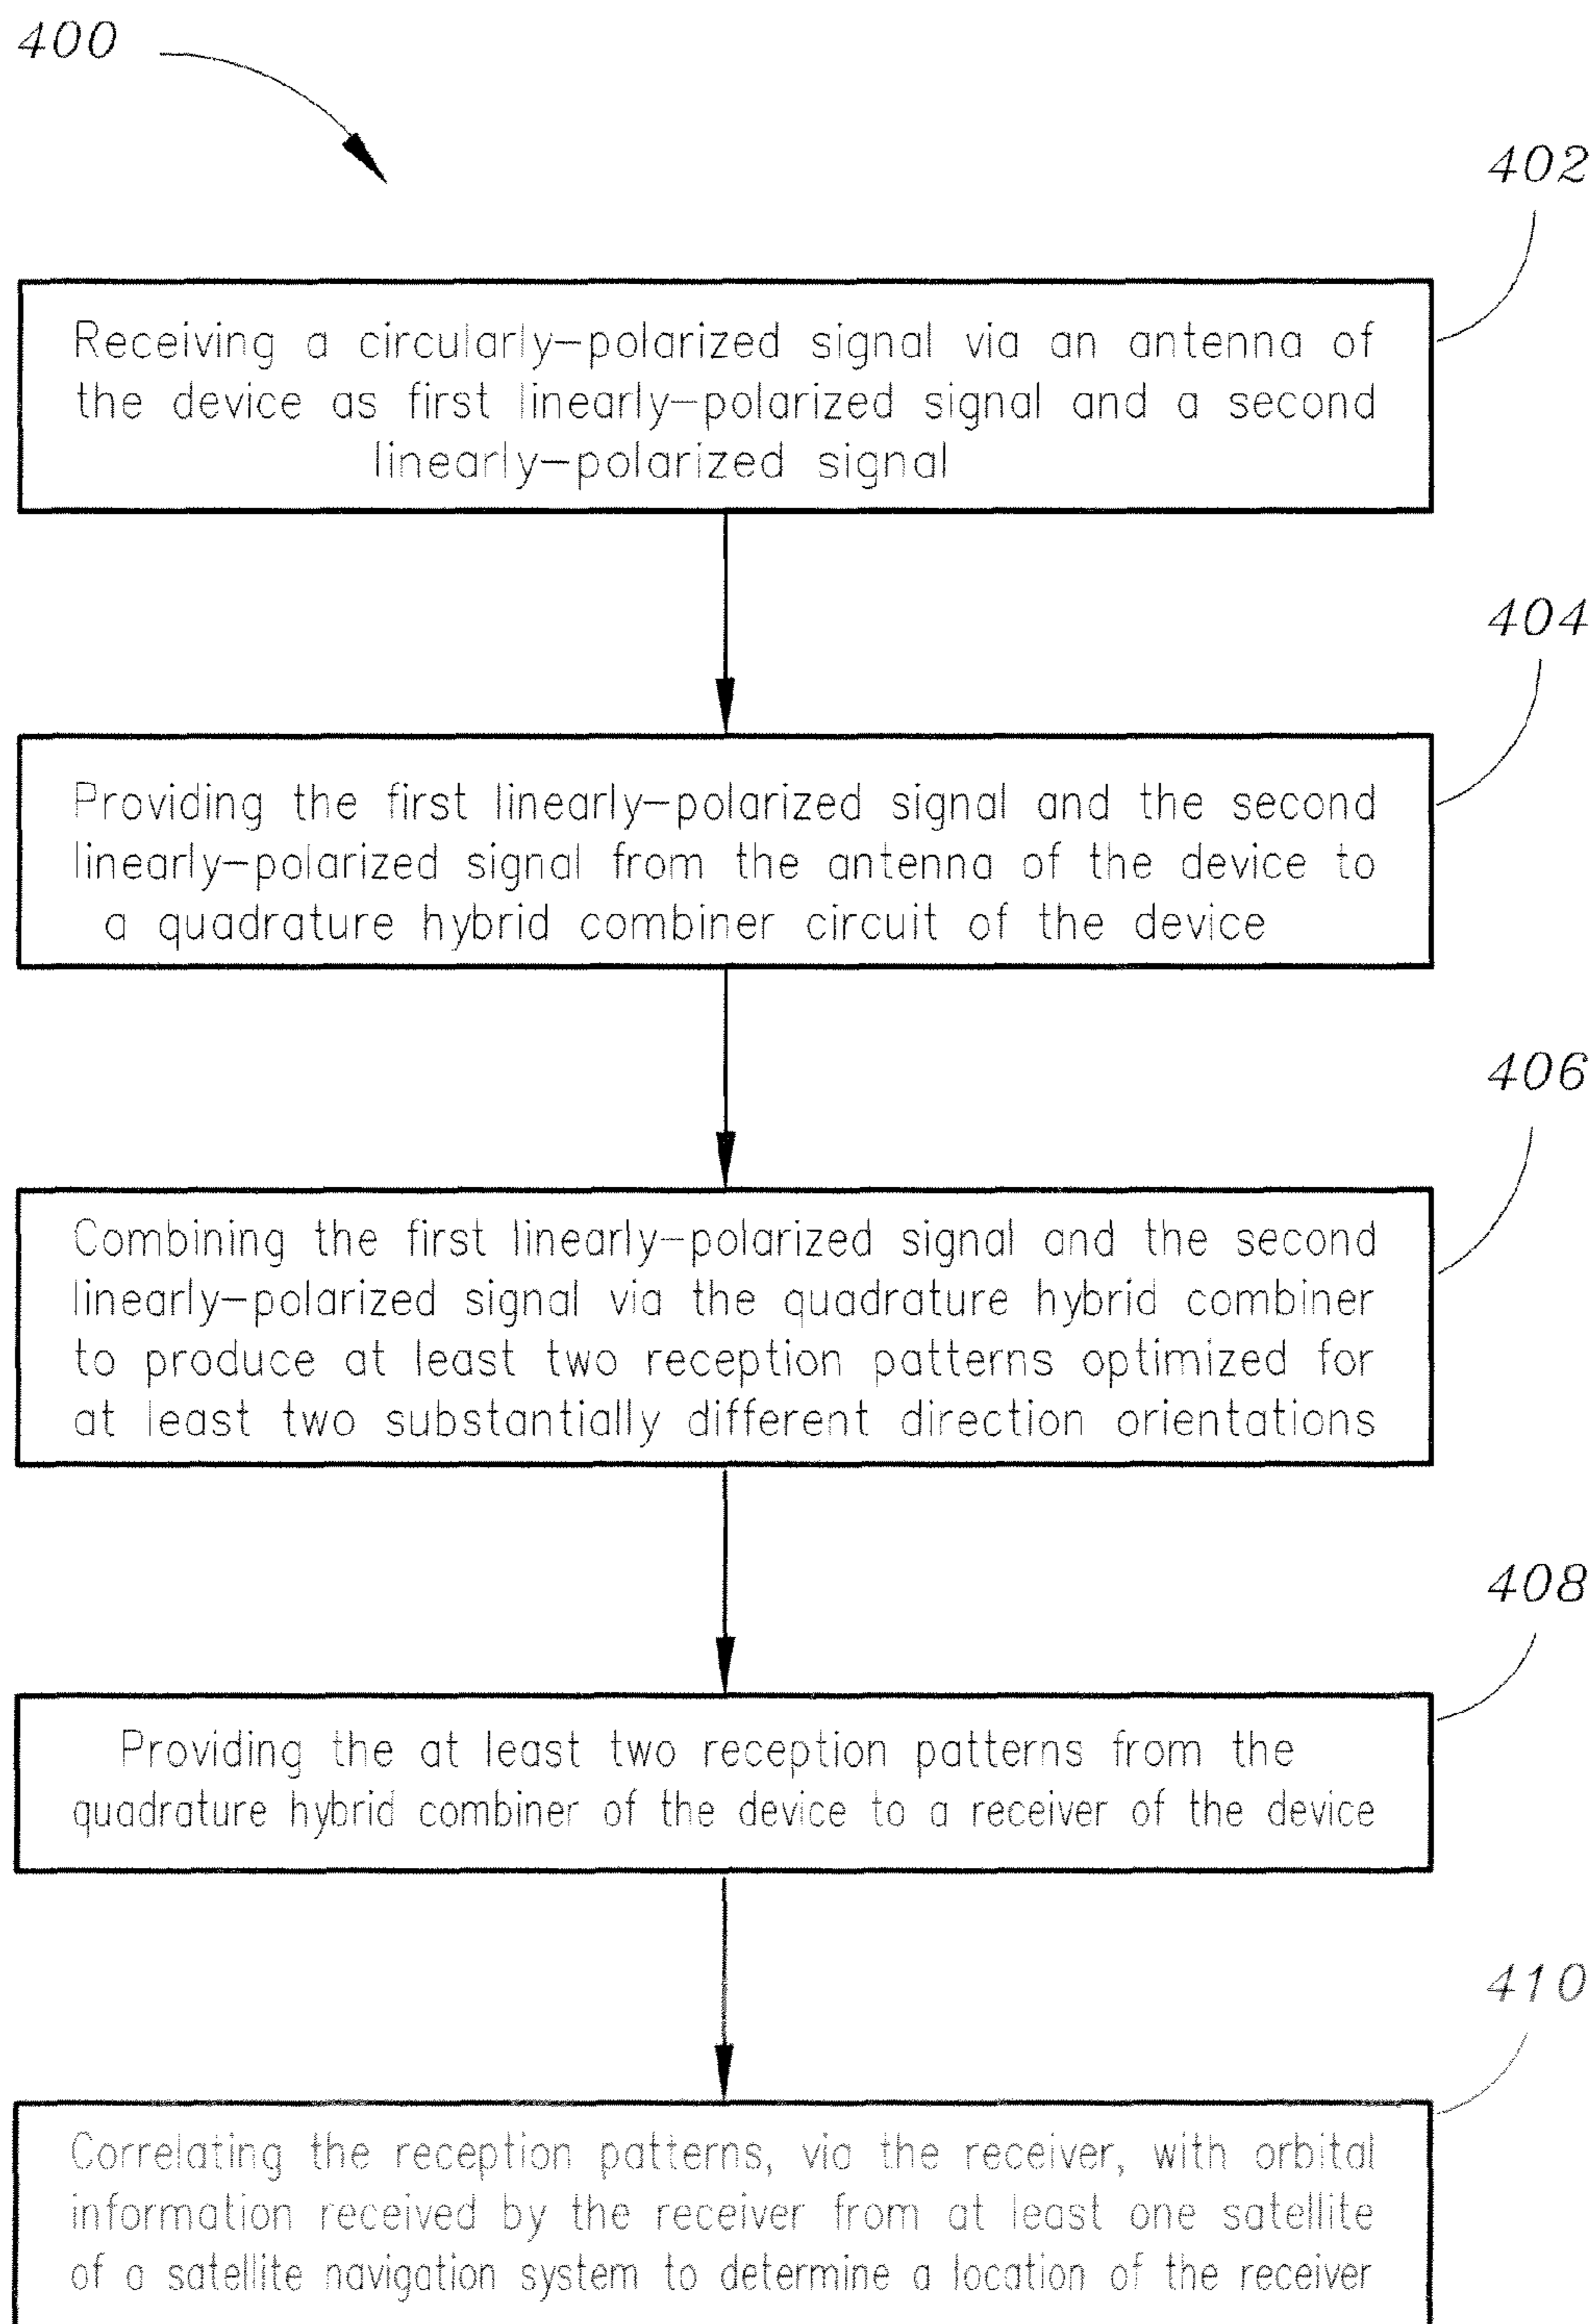 400
402
Receiving a circularly-polarized signal via an antenna of
the device as first linearly-polarized signal and a second
linearly-polarized signal
404
Providing the first linearly-polarized signal and the second
linearly-polarized signal from the antenna of the device to
a quadrature hybrid combiner circuit of the device
406
Combining the first linearly-polarized signal and the second
linearly-polarized signal via the quadrature hybrid combiner
to produce at least two reception patterns optimized for
at least two substantially different direction orientations
408
Providing the at least two reception patterns from the
quadrature hybrid combiner of the device to a receiver of the device
410
Correlating the reception patterns, via the receiver, with orbital
information received by the receiver from at least one satellite
of a satellite navigation system to determine a location of the receiver